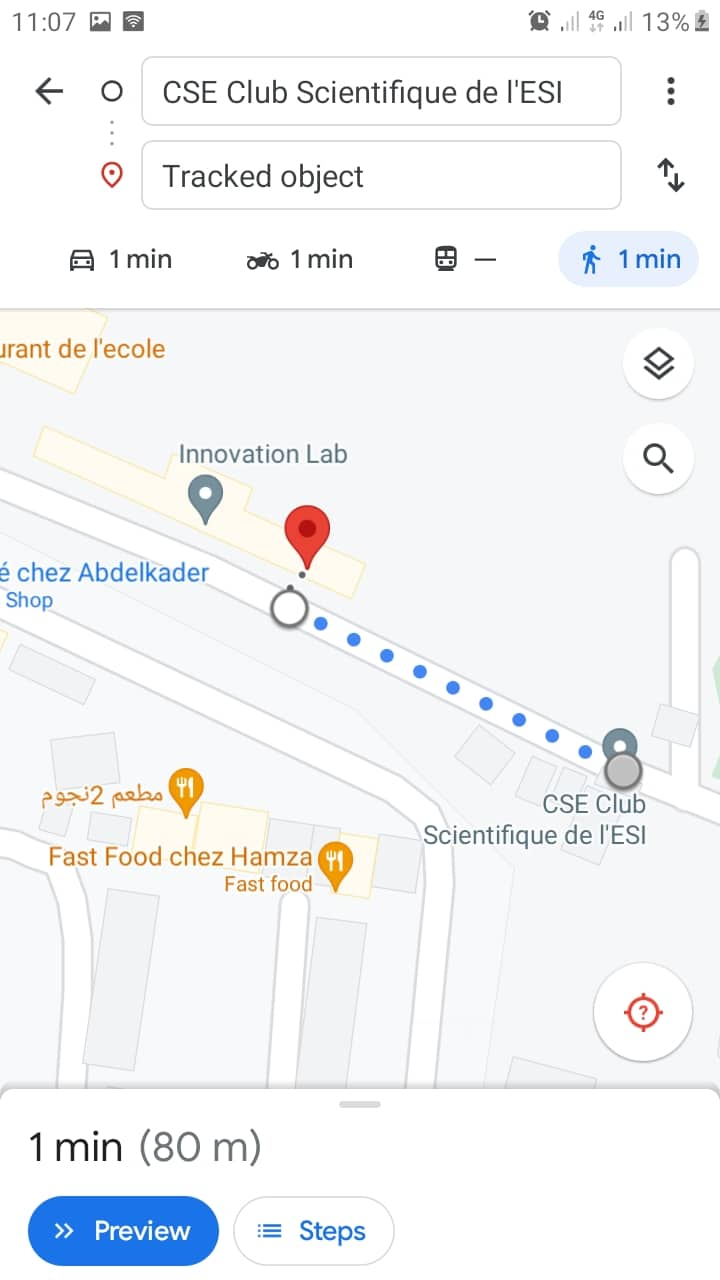 11:07 4G 13%
CSE Club Scientifique de l'ESI
Tracked object
1 min 1 min — 1 min
urant de l'ecole
Innovation Lab
é chez Abdelkader
Shop
مطعم 2نجوم
CSE Club
Scientifique de l'ESI
Fast Food chez Hamza
Fast food
?
1 min (80 m)
Preview Steps